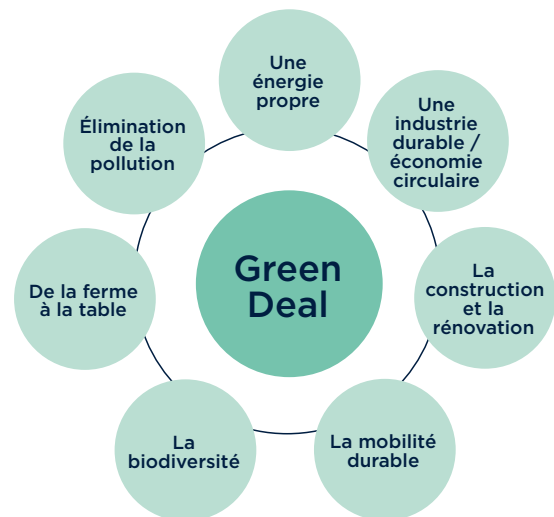 Une
énergie
propre
Une
industrie
durable /
économie
circulaire
La
construction
et la
rénovation
La mobilité
durable
La
biodiversité
De la ferme
à la table
Élimination
de la
pollution
Green
Deal